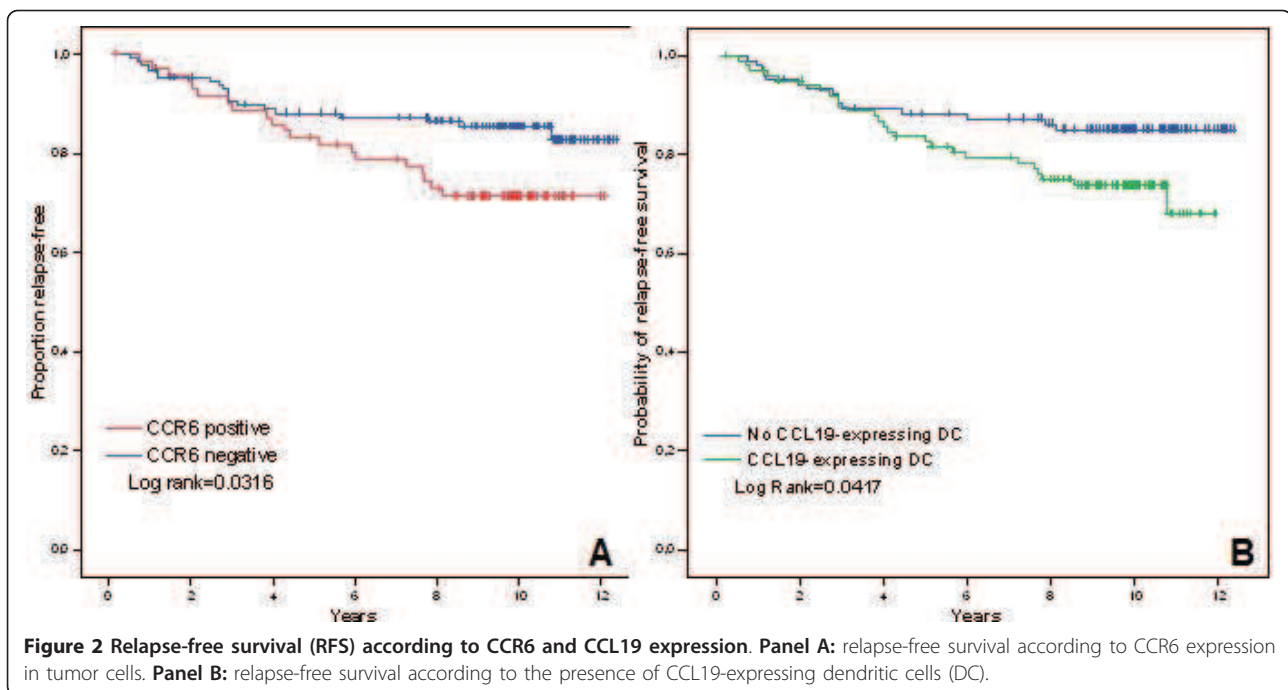 1,0
0,8
0,6
0,4
0,2
0,0
Proportion relapse-free
CCR6 positive
CCR6 negative
Log rank=0.0316
A
0 2 4 6 8 10 12
Years
1,0
0,8
0,6
0,4
0,2
0,0
Probability of relapse-free survival
No CCL19-expressing DC
CCL19-expressing DC
Log Rank=0.0417
B
0 2 4 6 8 10 12
Years
Figure 2 Relapse-free survival (RFS) according to CCR6 and CCL19 expression. Panel A: relapse-free survival according to CCR6 expression
in tumor cells. Panel B: relapse-free survival according to the presence of CCL19-expressing dendritic cells (DC).